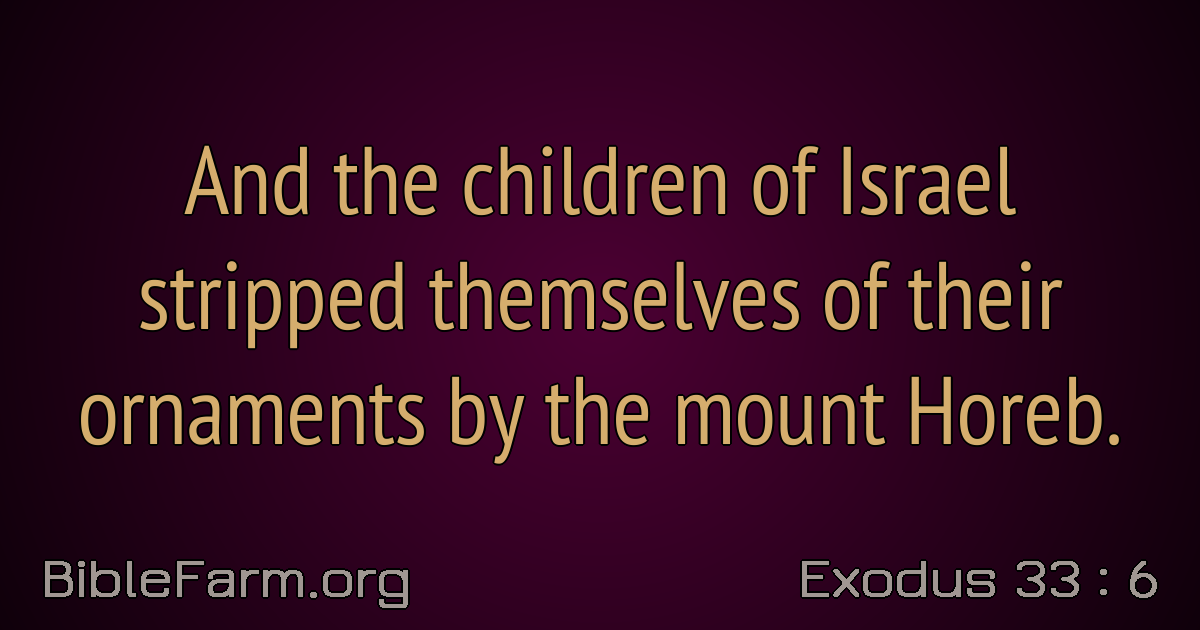 And the children of Israel
stripped themselves of their
ornaments by the mount Horeb.
BibleFarm.org
Exodus 33 : 6